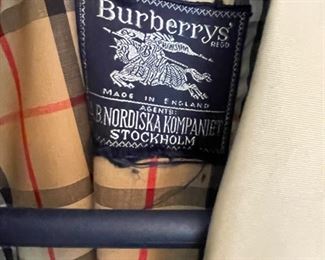 Burberrys'
REGD
MADE IN ENGLAND
AGENTS:
A.B. NORDISKA KOMPANIET
STOCKHOLM